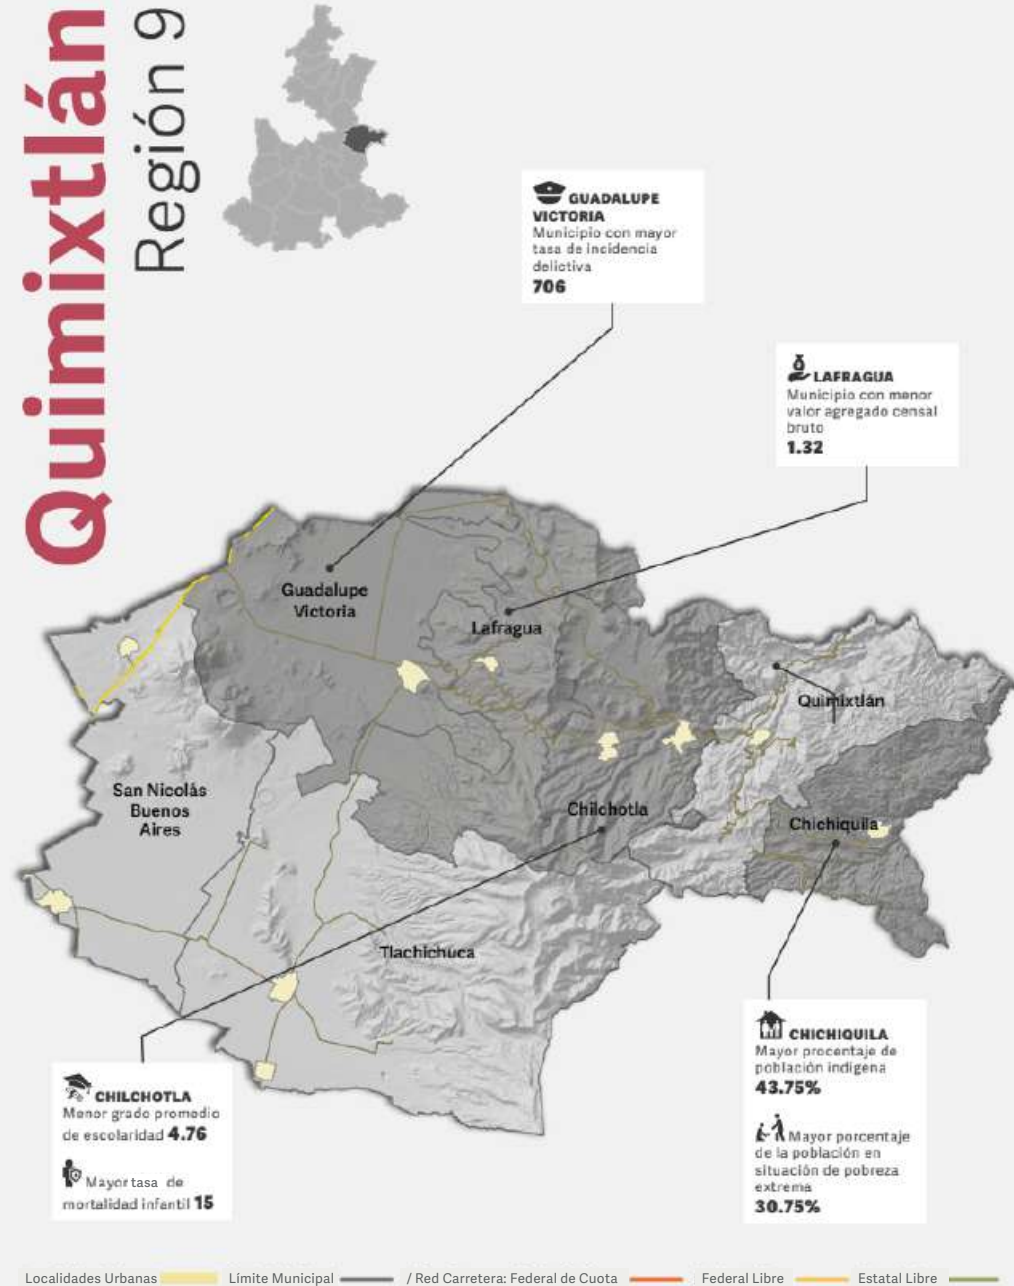 Quimixtlán
Región 9
GUADALUPE
VICTORIA
Municipio con mayor
tasa de incidencia
delictiva
706
LAFRAGUA
Municipio con menor
valor agregado censal
bruto
1.32
Guadalupe
Victoria
Lafragua
Quimixtlán
San Nicolás
Buenos
Aires
Chilchotla
Chichiquila
Tlachichuca
CHILCHOTLA
Menor grado promedio
de escolaridad 4.76
Mayor tasa de
mortalidad infantil 15
CHICHIQUILA
Mayor procentaje de
población indígena
43.75%
Mayor porcentaje
de la población en
situación de pobreza
extrema
30.75%
Localidades Urbanas Límite Municipal / Red Carretera: Federal de Cuota Federal Libre Estatal Libre